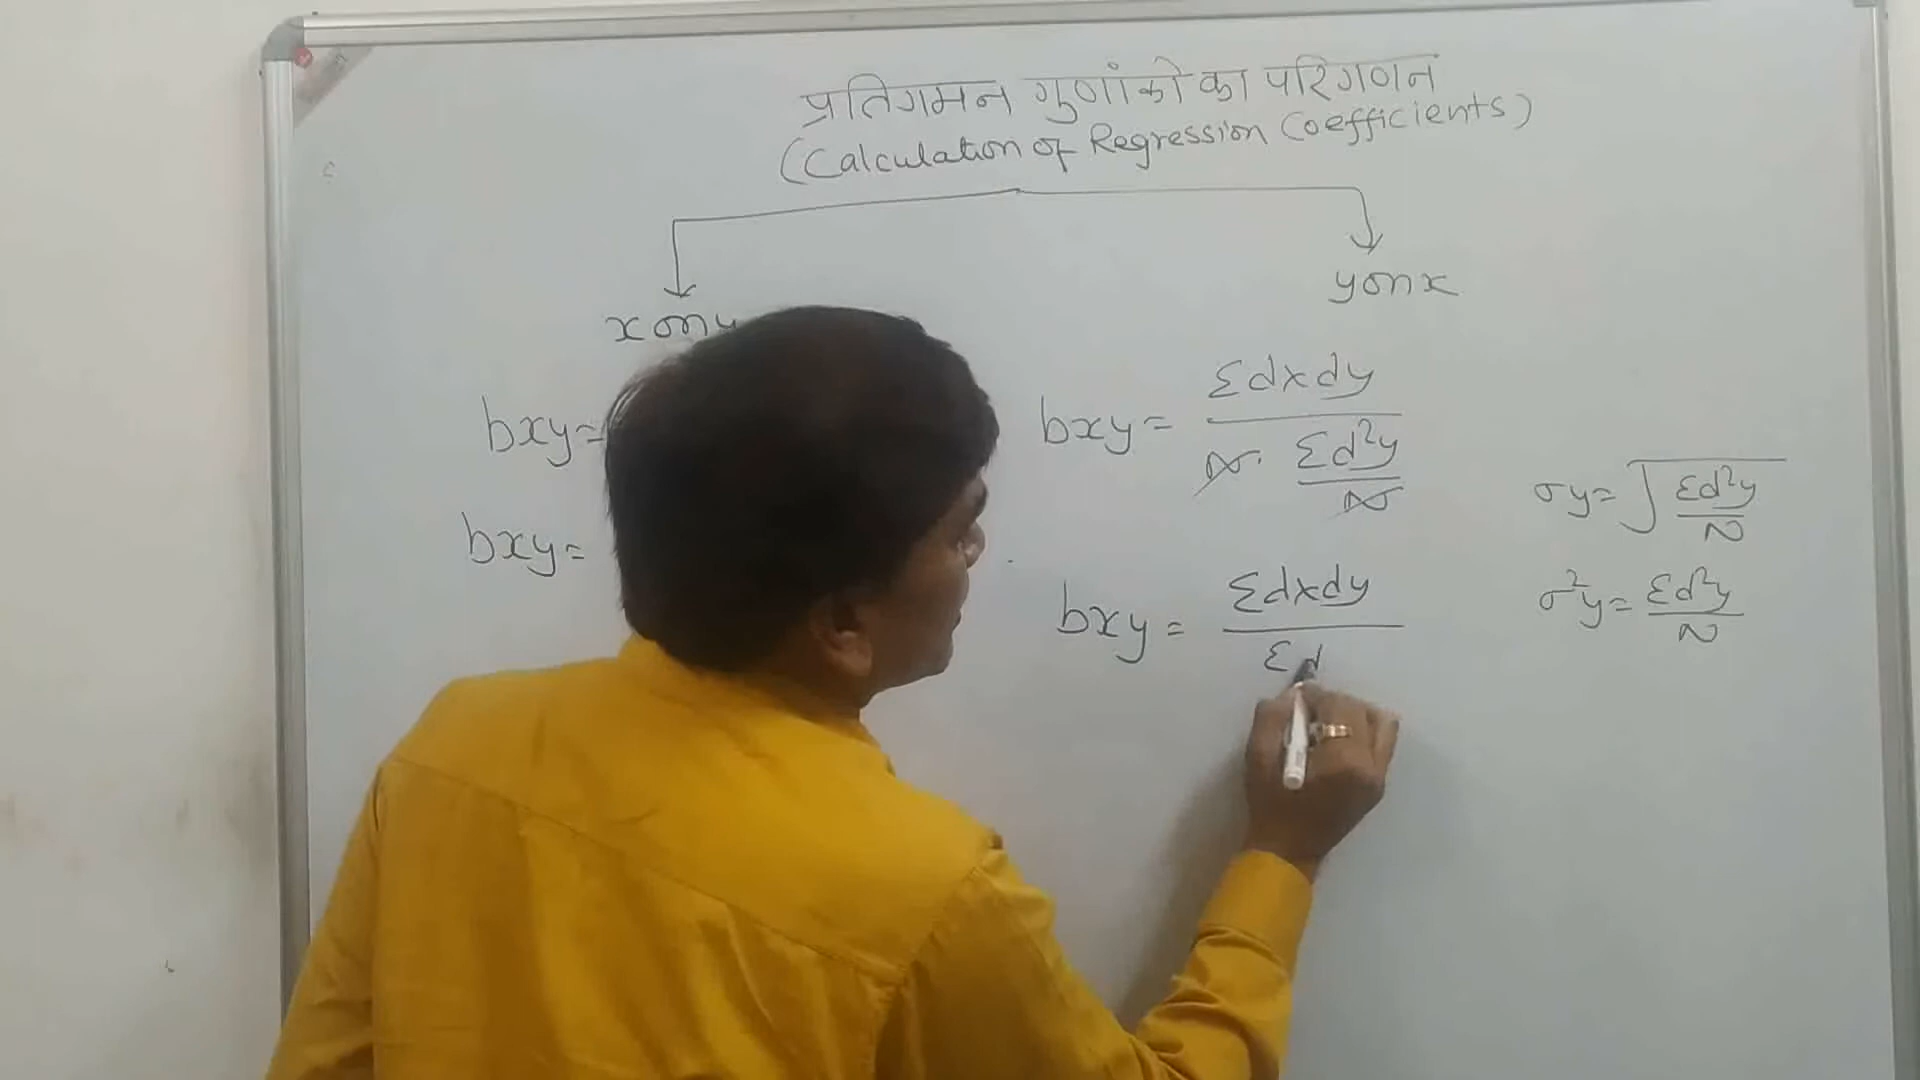 प्रतिगमन गुणांको का परिगणन
(Calculation of Regression Coefficients)
x on y
y on x
bxy=
bxy = Σdxdy / N. Σd²y/N
σy = √Σd²y/N
bxy=
bxy = Σdxdy / Σd
σ²y = Σd²y/N